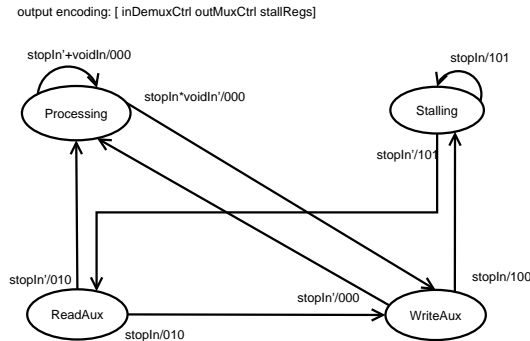 output encoding: [ inDemuxCtrl outMuxCtrl stallRegs]
stopIn'+voidIn/000
stopIn/101
stopIn*voidIn'/000
Processing
Stalling
stopIn'/101
stopIn'/010
stopIn'/000
stopIn/100
ReadAux
WriteAux
stopIn/010